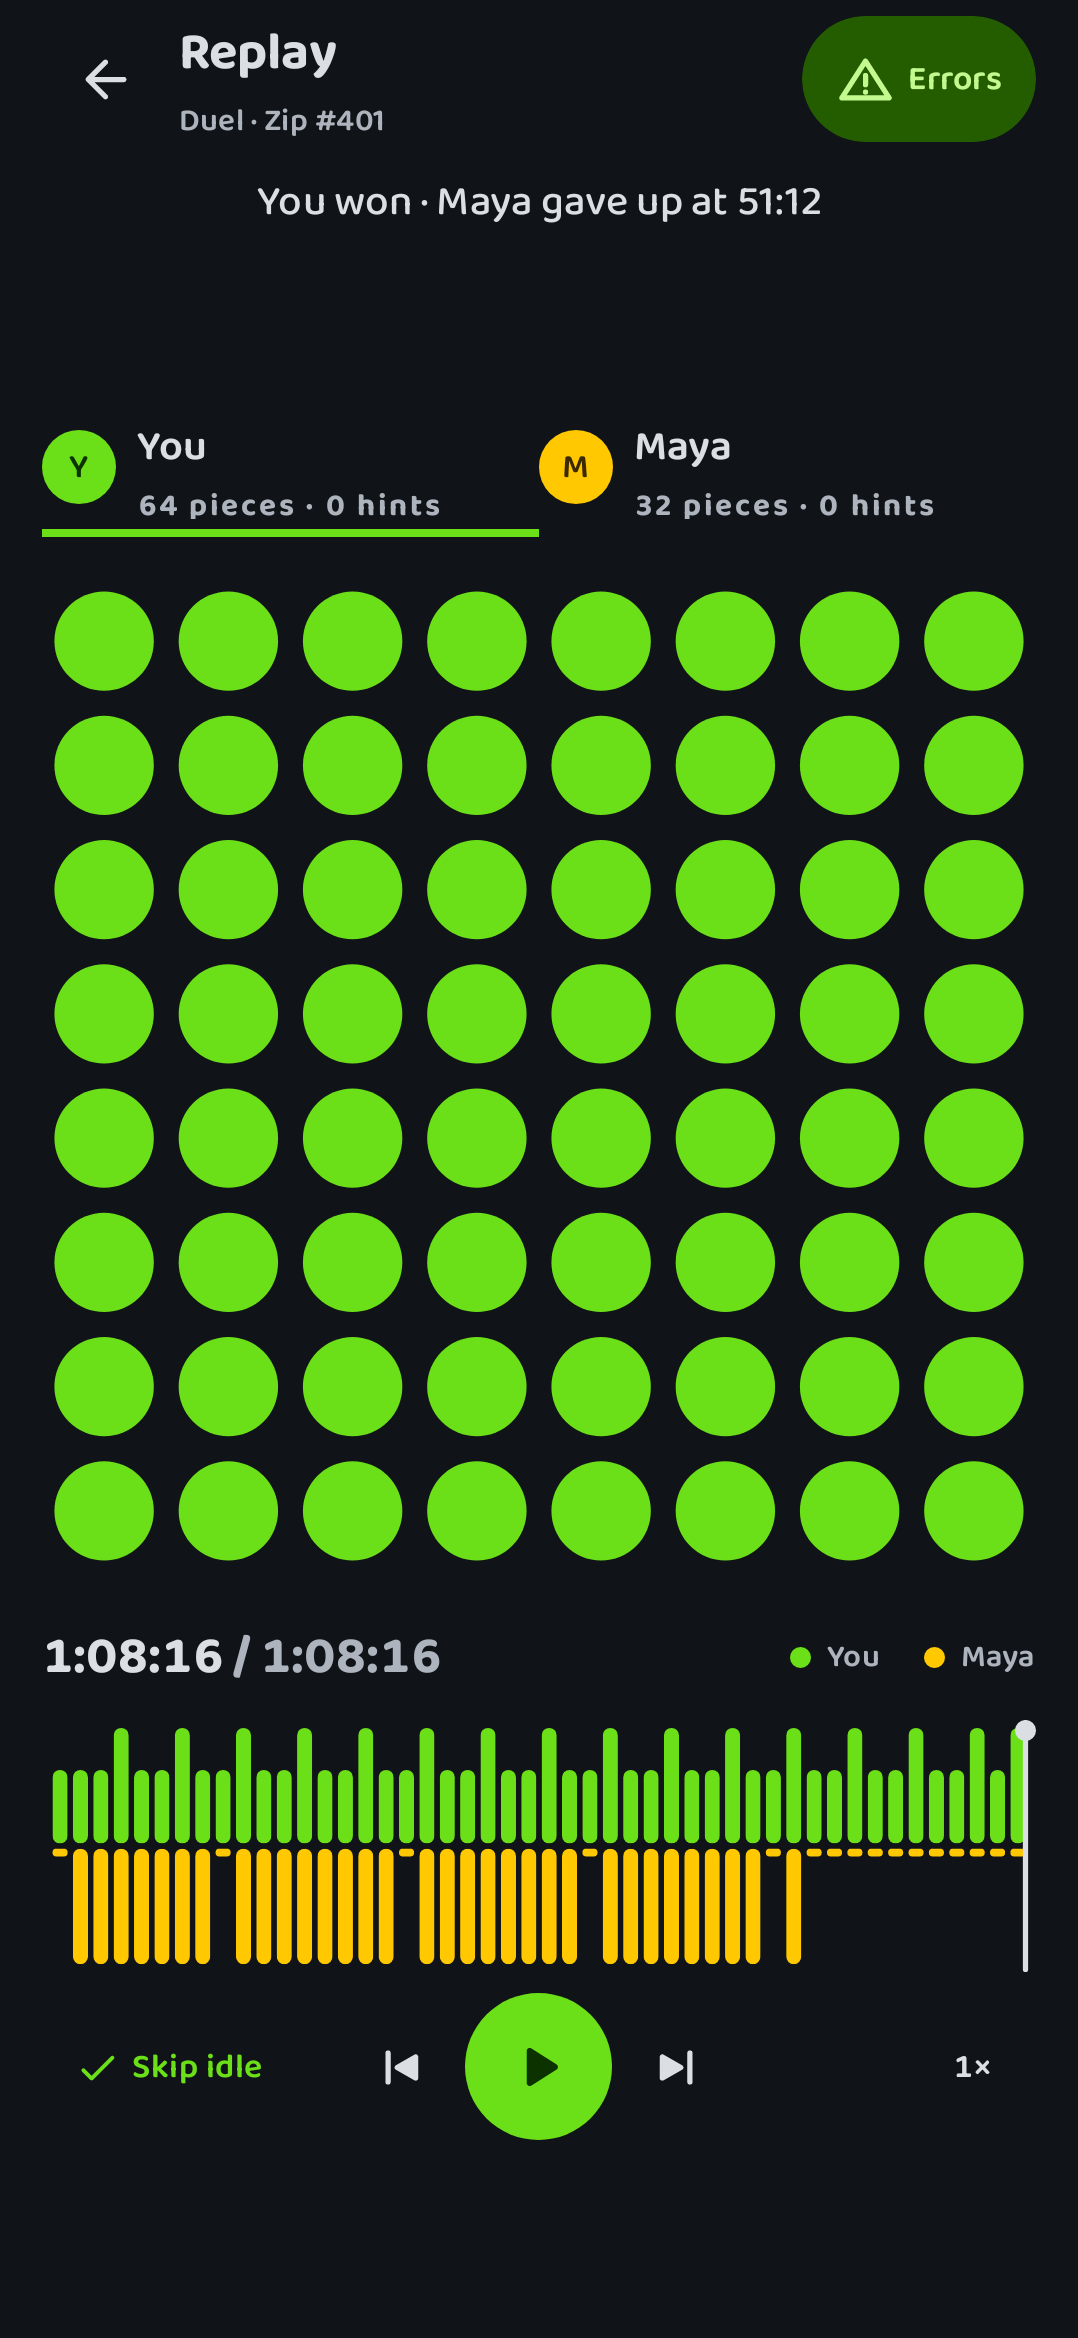 Replay
Duel · Zip #401
Errors
You won · Maya gave up at 51:12
Y
You
64 pieces · 0 hints
M
Maya
32 pieces · 0 hints
1:08:16 / 1:08:16
You
Maya
Skip idle
1×